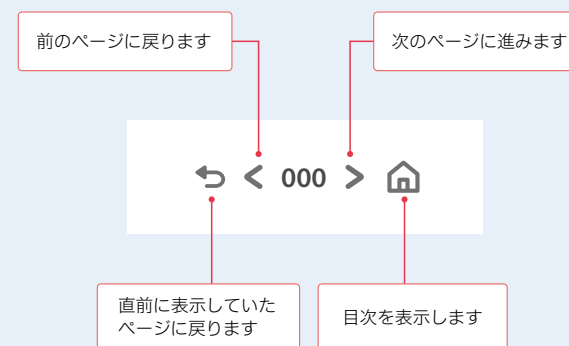 前のページに戻ります
次のページに進みます
000
直前に表示していた
ページに戻ります
目次を表示します